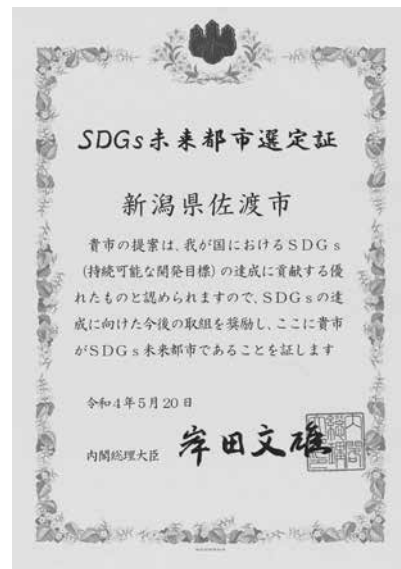 SDGs未来都市選定証
新潟県佐渡市
貴市の提案は、我が国におけるSDGs
(持続可能な開発目標)の達成に貢献する優
れたものと認められますので、SDGsの達
成に向けた今後の取組を奨励し、ここに貴市
がSDGs未来都市であることを証します
令和4年5月20日
内閣総理大臣 岸田文雄